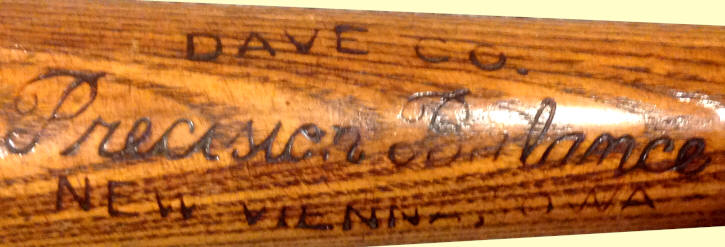 DAVE CO.
Precision Balance
NEW VIENNA, IOWA